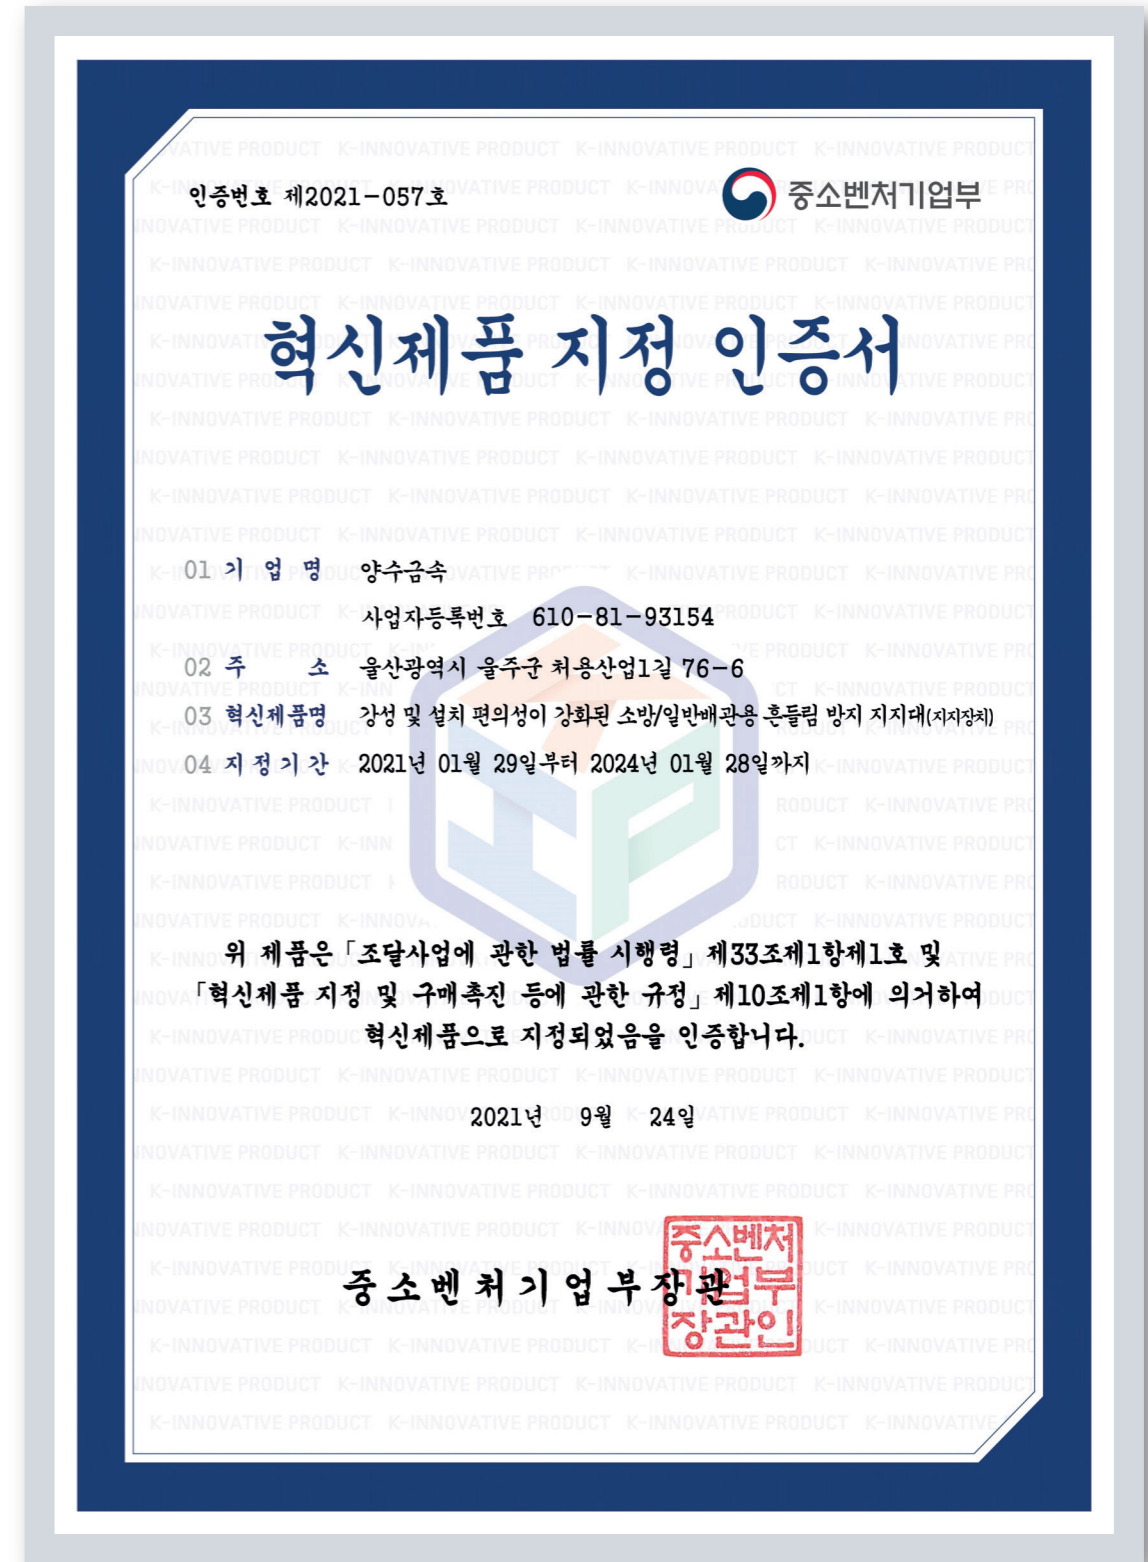 인증번호 제2021-057호
중소벤처기업부
혁신제품 지정 인증서
01 기 업 명 양수금속
사업자등록번호 610-81-93154
02 주 소 울산광역시 울주군 처용산업1길 76-6
03 혁신제품명 강성 및 설치 편의성이 강화된 소방/일반배관용 흔들림 방지 지지대(지지장치)
04 지정기간 2021년 01월 29일부터 2024년 01월 28일까지
위 제품은「조달사업에 관한 법률 시행령」제33조제1항제1호 및
「혁신제품 지정 및 구매촉진 등에 관한 규정」제10조제1항에 의거하여
혁신제품으로 지정되었음을 인증합니다.
2021년 9월 24일
중소벤처기업부장관
중소벤처
기업부
장관인